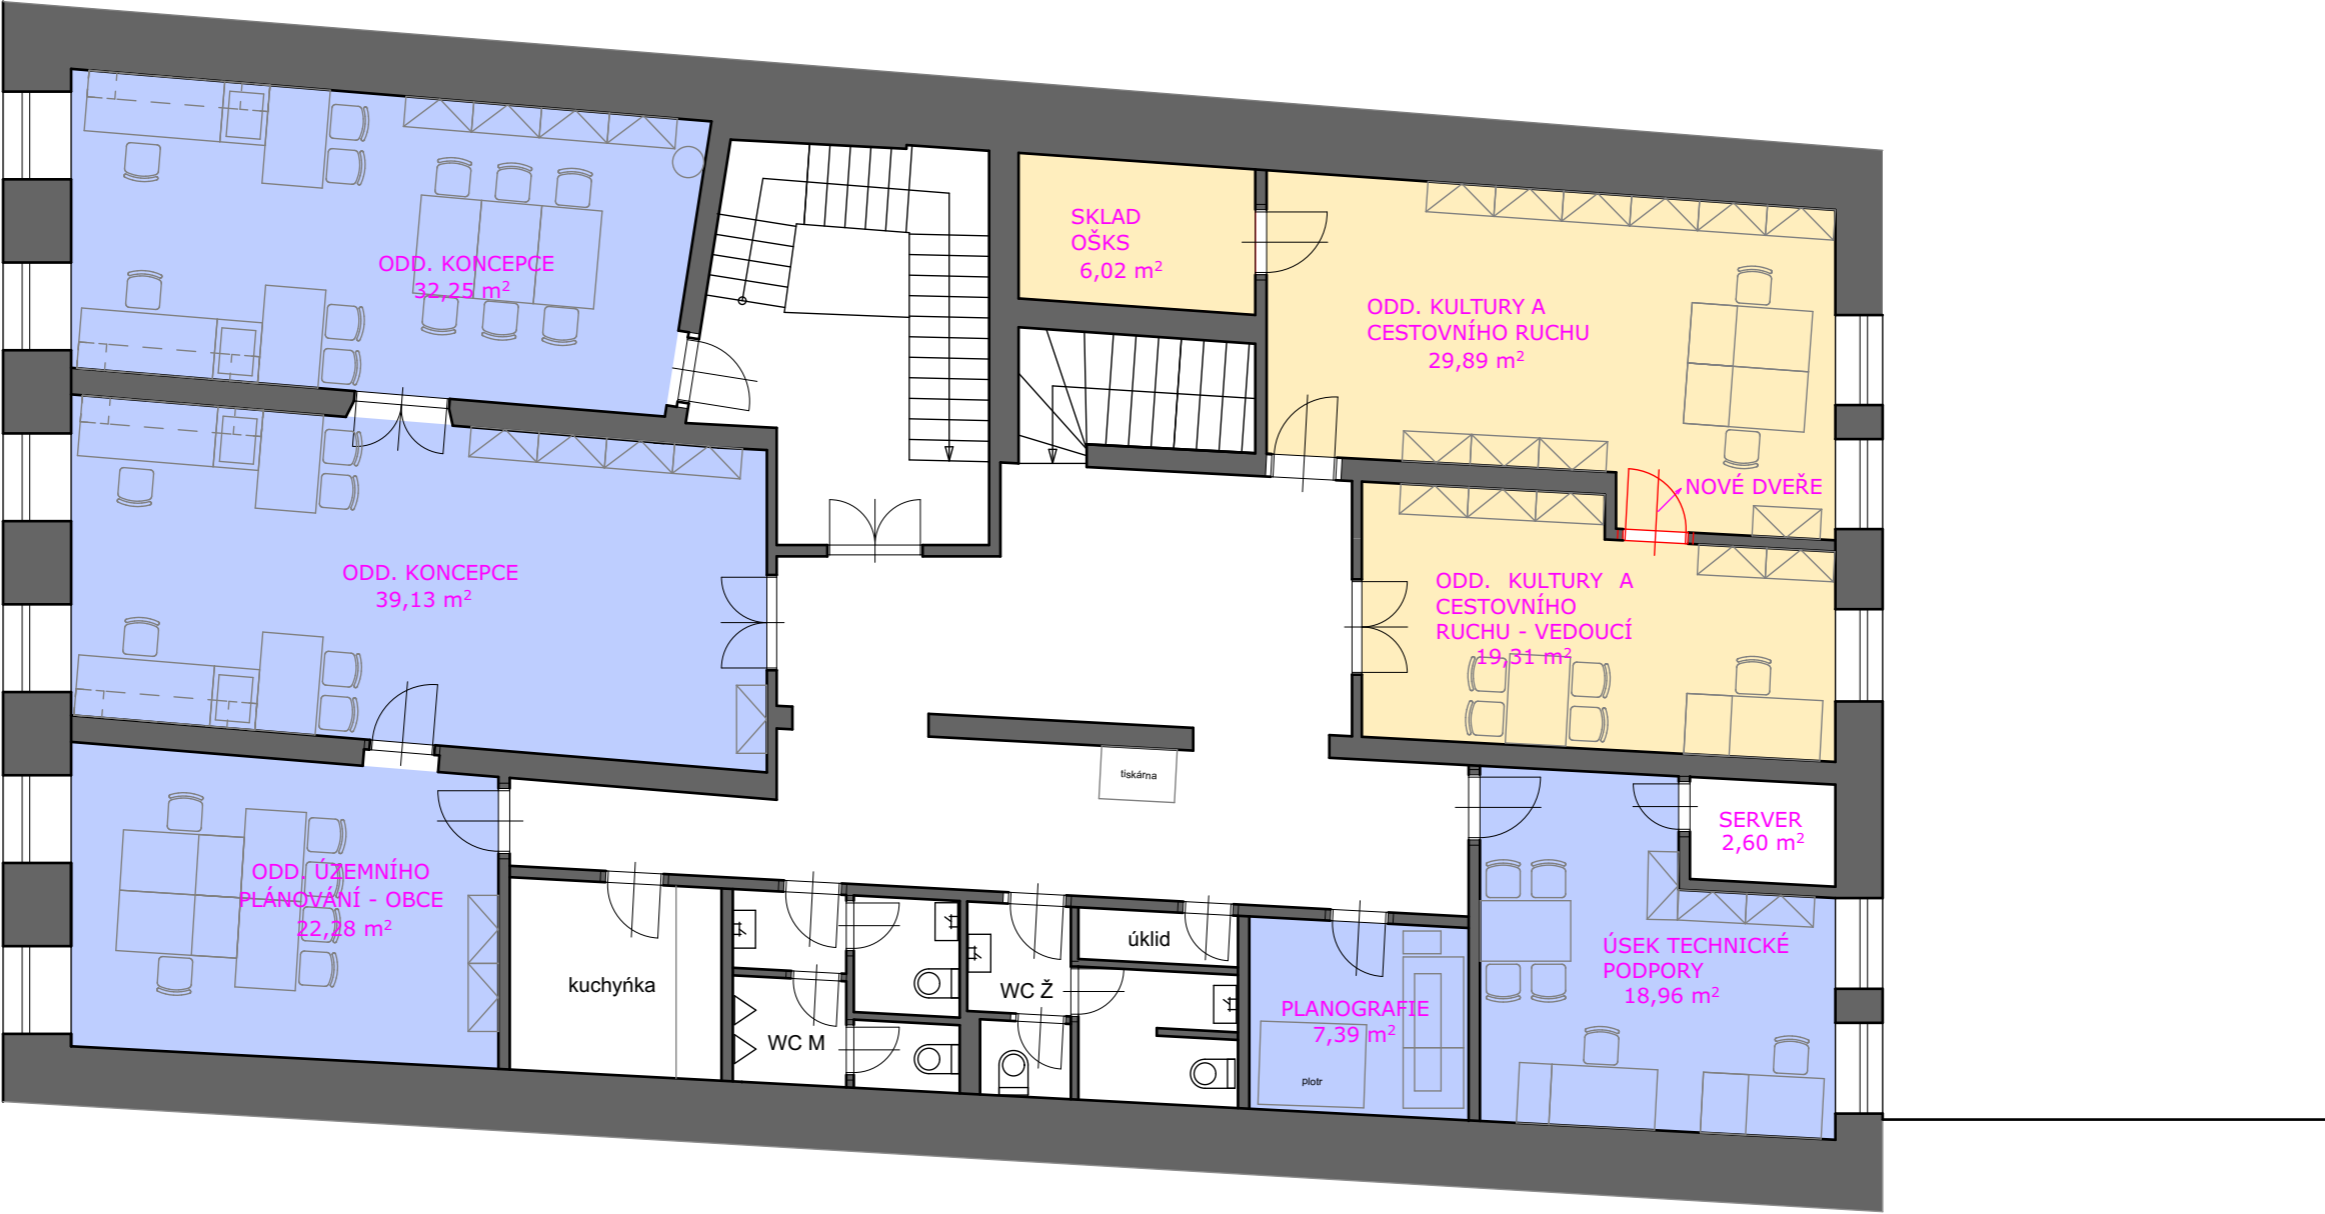 SKLAD
OŠKS
6,02 m²
ODD. KONCEPCE
32,25 m²
ODD. KULTURY A
CESTOVNÍHO RUCHU
29,89 m²
NOVÉ DVEŘE
ODD. KONCEPCE
39,13 m²
ODD. KULTURY A
CESTOVNÍHO
RUCHU - VEDOUCÍ
19,31 m²
tiskárna
SERVER
2,60 m²
ODD. ÚZEMNÍHO
PLÁNOVÁNÍ - OBCE
22,28 m²
kuchyńka
WC M
WC Ž
úklid
PLANOGRAFIE
7,39 m²
plotr
ÚSEK TECHNICKÉ
PODPORY
18,96 m²